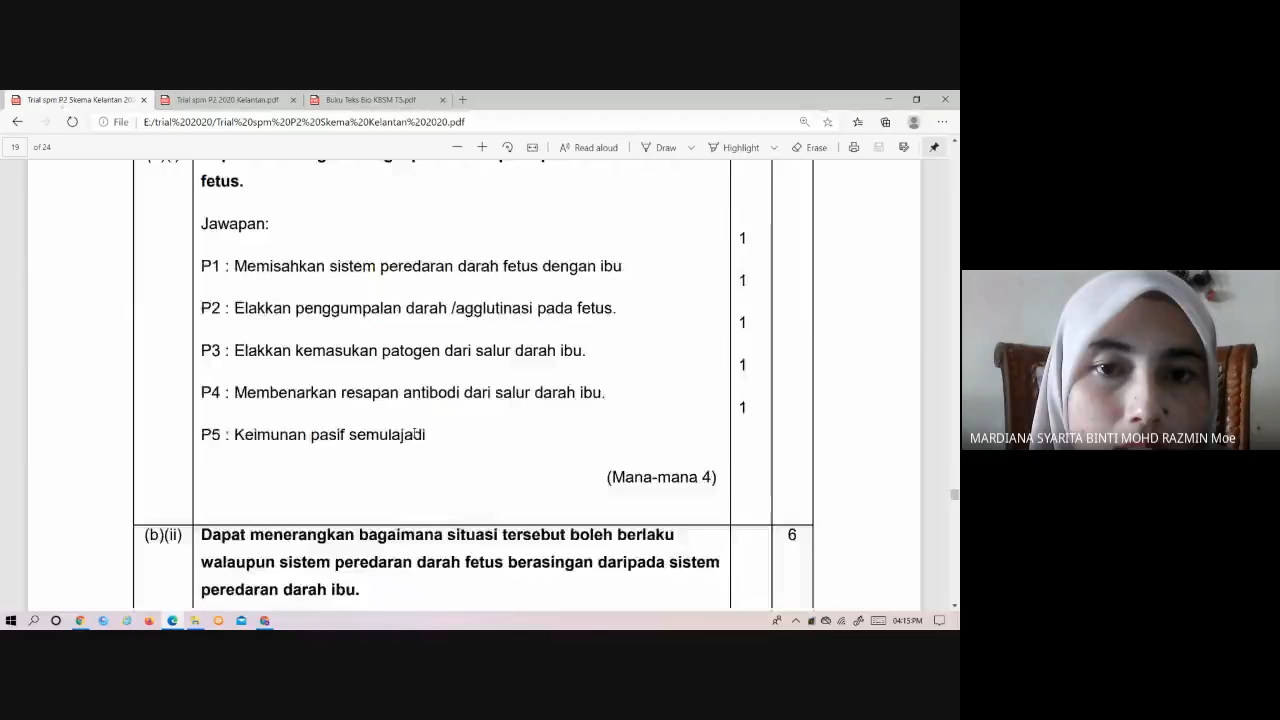 Trial spm P2 Skema Kelantan 202
Trial spm P2 2020 Kelantan.pdf
Buku Teks Bio KBSM T5.pdf
File
E:/trial%202020/Trial%20spm%20P2%20Skema%20Kelantan%202020.pdf
19 of 24
Read aloud
Draw
Highlight
Erase
fetus.
Jawapan:
1
P1 : Memisahkan sistem peredaran darah fetus dengan ibu
1
P2 : Elakkan penggumpalan darah /agglutinasi pada fetus.
1
P3 : Elakkan kemasukan patogen dari salur darah ibu.
1
P4 : Membenarkan resapan antibodi dari salur darah ibu.
1
P5 : Keimunan pasif semulajadi
(Mana-mana 4)
(b)(ii) Dapat menerangkan bagaimana situasi tersebut boleh berlaku 6
walaupun sistem peredaran darah fetus berasingan daripada sistem
peredaran darah ibu.
04:15 PM
MARDIANA SYARITA BINTI MOHD RAZMIN Moe